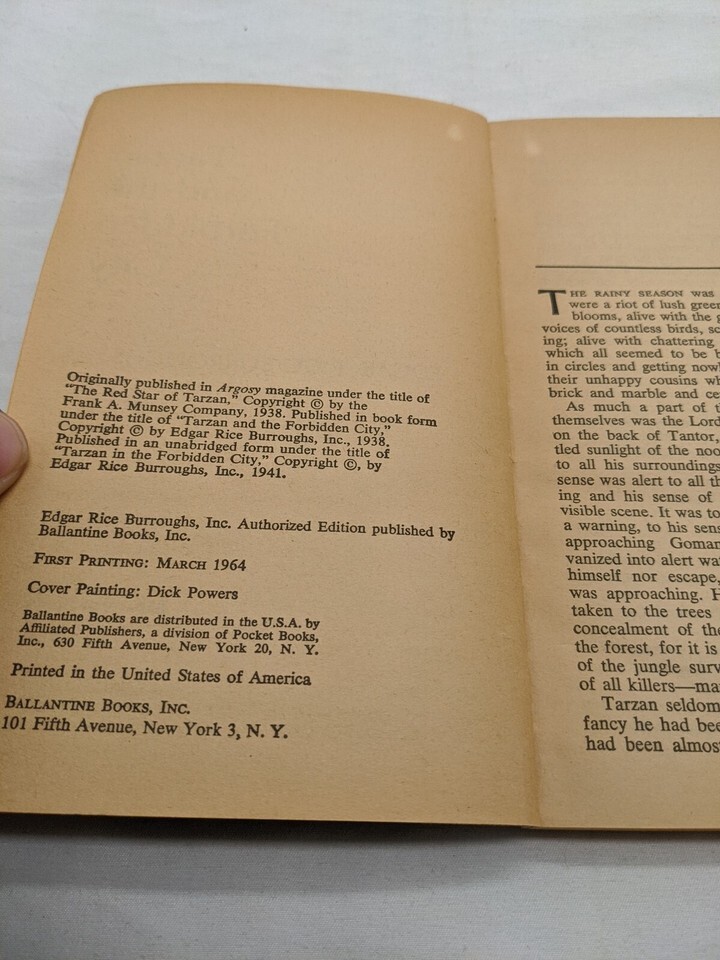 Originally published in Argosy magazine under the title of
"The Red Star of Tarzan," Copyright © by the
Frank A. Munsey Company, 1938. Published in book form
under the title of "Tarzan and the Forbidden City,"
Copyright © by Edgar Rice Burroughs, Inc., 1938.
Published in an unabridged form under the title of
"Tarzan in the Forbidden City," Copyright ©, by
Edgar Rice Burroughs, Inc., 1941.
Edgar Rice Burroughs, Inc. Authorized Edition published by
Ballantine Books, Inc.
FIRST PRINTING: MARCH 1964
Cover Painting: Dick Powers
Ballantine Books are distributed in the U.S.A. by
Affiliated Publishers, a division of Pocket Books,
Inc., 630 Fifth Avenue, New York 20, N. Y.
Printed in the United States of America
BALLANTINE BOOKS, INC.
101 Fifth Avenue, New York 3, N. Y.
THE RAINY SEASON was
were a riot of lush
blooms, alive with the
voices of countless birds,
ing; alive with chattering
which all seemed to be
in circles and getting
their unhappy cousins
brick and marble and
As much a part of
themselves was the Lord
on the back of Tantor,
tled sunlight of the
to all his surroundings
sense was alert to all
ing and his sense of
visible scene. It was to
a warning, to his
approaching
vanized into alert
himself nor escape,
was approaching.
taken to the trees
concealment of
the forest, for it is
of the jungle
of all killers—
Tarzan seldom
fancy he had
had been